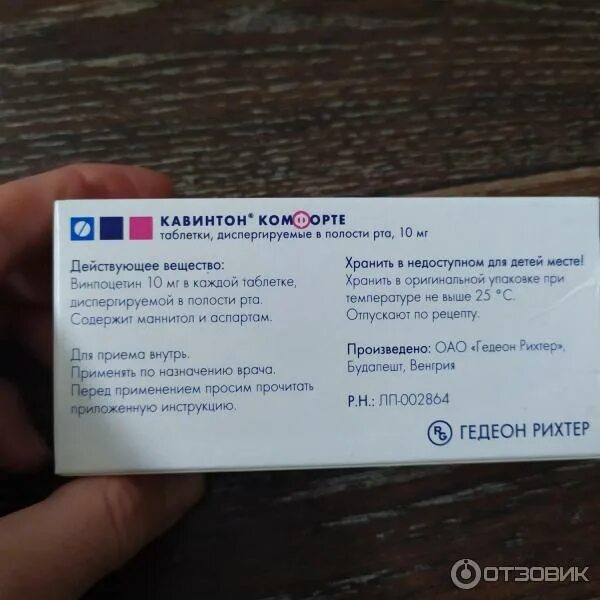 КАВИНТОН® КОМФОРТЕ
таблетки, диспергируемые в полости рта, 10 мг
Действующее вещество:
Винпоцетин 10 мг в каждой таблетке,
диспергируемой в полости рта.
Содержит маннитол и аспартам.
Для приема внутрь.
Применять по назначению врача.
Перед применением просим прочитать
приложенную инструкцию.
Хранить в недоступном для детей месте!
Хранить в оригинальной упаковке при
температуре не выше 25 °С.
Отпускают по рецепту.
Произведено: ОАО «Гедеон Рихтер»,
Будапешт, Венгрия
Р.Н.: ЛП-002864
RG ГЕДЕОН РИХТЕР
ОТЗОВИК